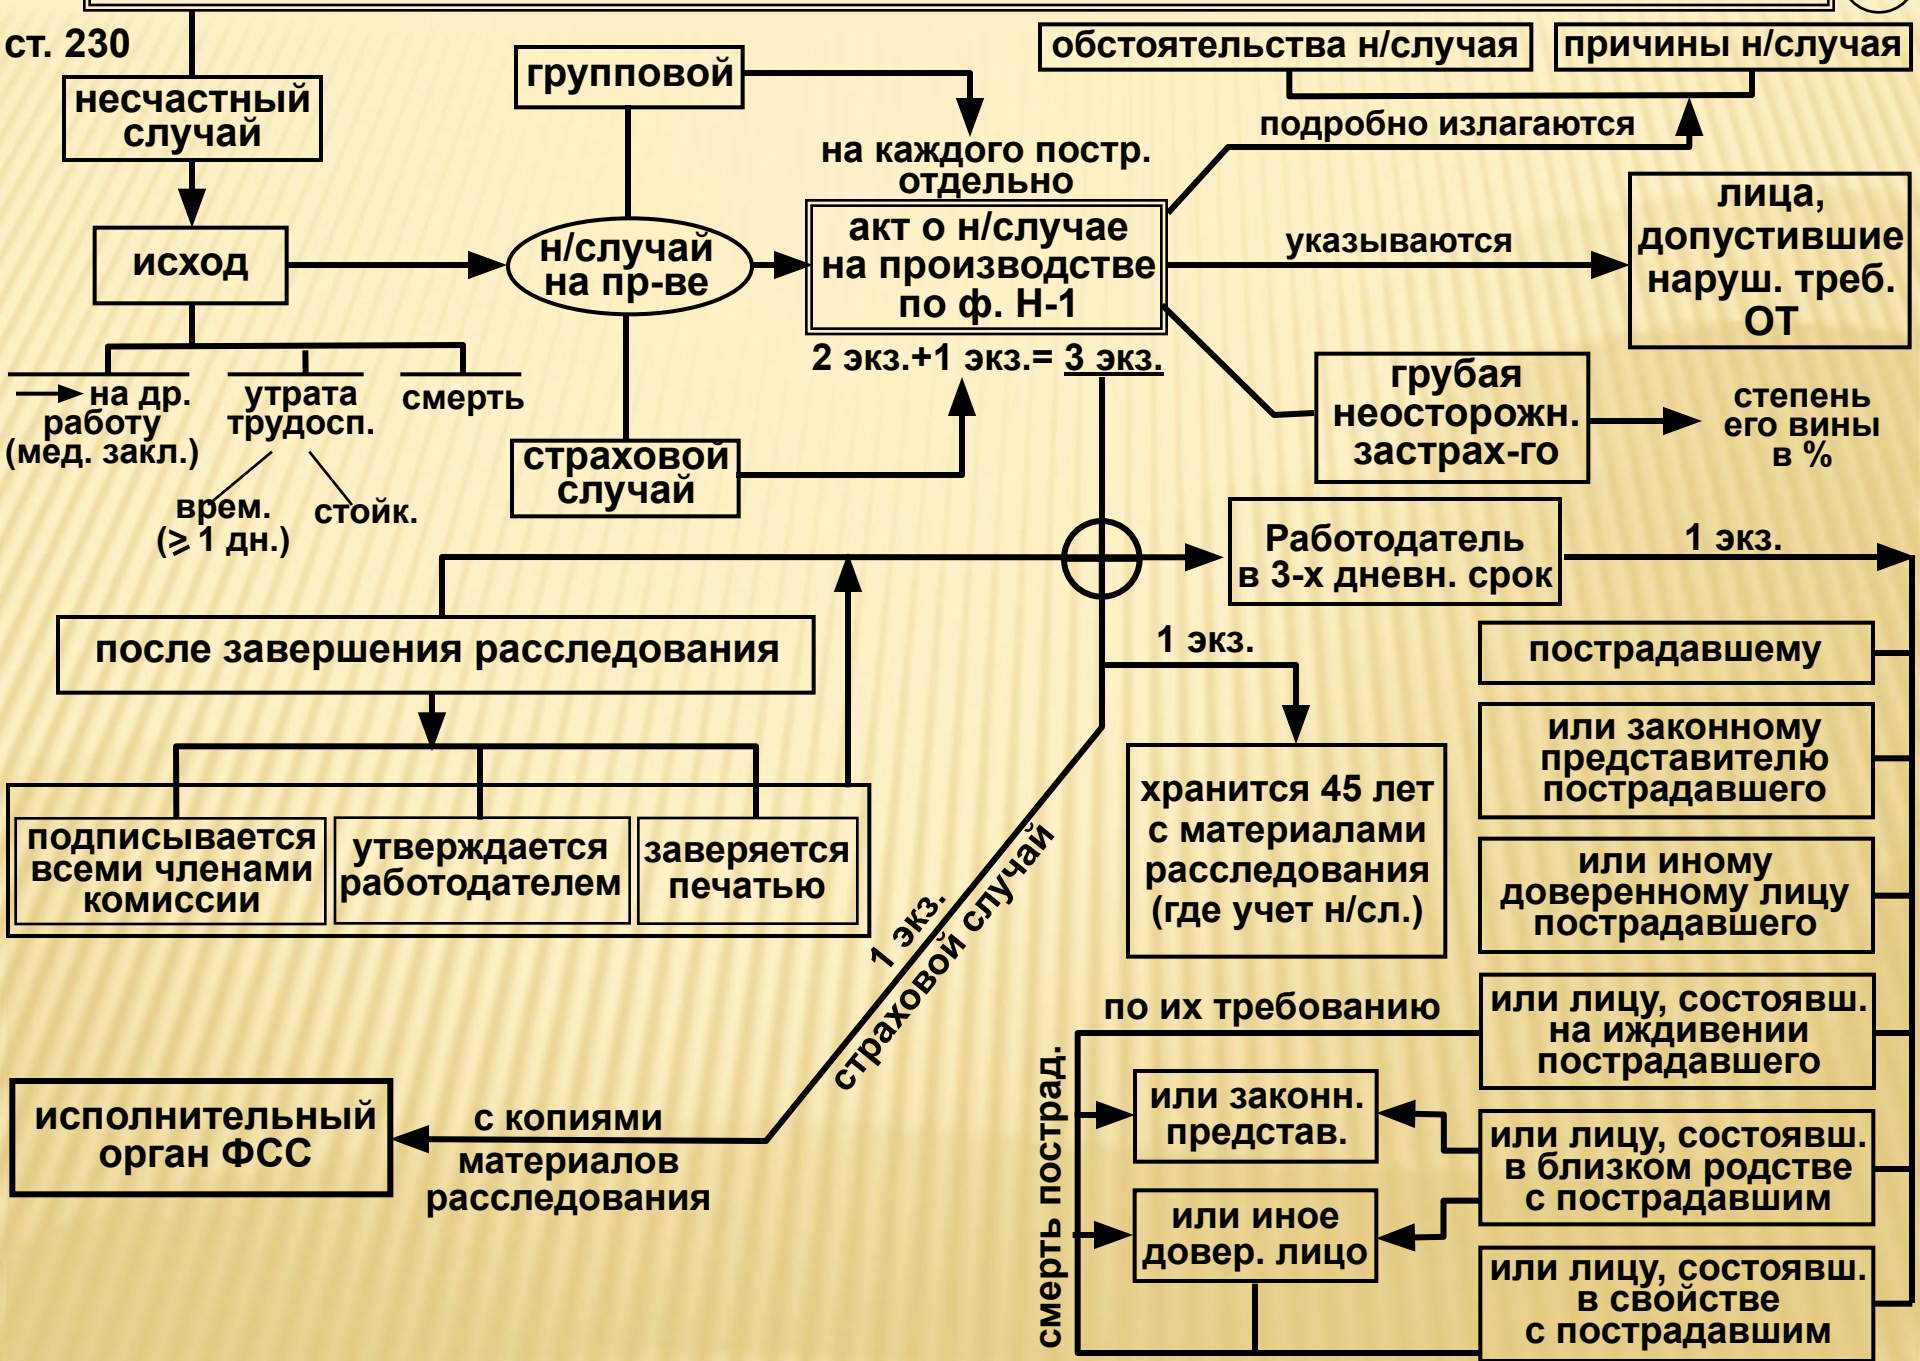 ст. 230
несчастный
случай
исход
на др.
работу
(мед. закл.)
утрата
трудосп.
смерть
врем.
(⩾ 1 дн.)
стойк.
групповой
н/случай
на пр-ве
страховой
случай
на каждого постр.
отдельно
акт о н/случае
на производстве
по ф. Н-1
2 экз.+1 экз.= 3 экз.
обстоятельства н/случая
причины н/случая
подробно излагаются
указываются
лица,
допустившие
наруш. треб.
ОТ
грубая
неосторожн.
застрах-го
степень
его вины
в %
Работодатель
в 3-х дневн. срок
1 экз.
после завершения расследования
подписывается
всеми членами
комиссии
утверждается
работодателем
заверяется
печатью
1 экз.
хранится 45 лет
с материалами
расследования
(где учет н/сл.)
1 экз.
страховой случай
исполнительный
орган ФСС
с копиями
материалов
расследования
пострадавшему
или законному
представителю
пострадавшего
или иному
доверенному лицу
пострадавшего
или лицу, состоявш.
на иждивении
пострадавшего
или лицу, состоявш.
в близком родстве
с пострадавшим
или лицу, состоявш.
в свойстве
с пострадавшим
по их требованию
смерть пострад.
или законн.
представ.
или иное
довер. лицо